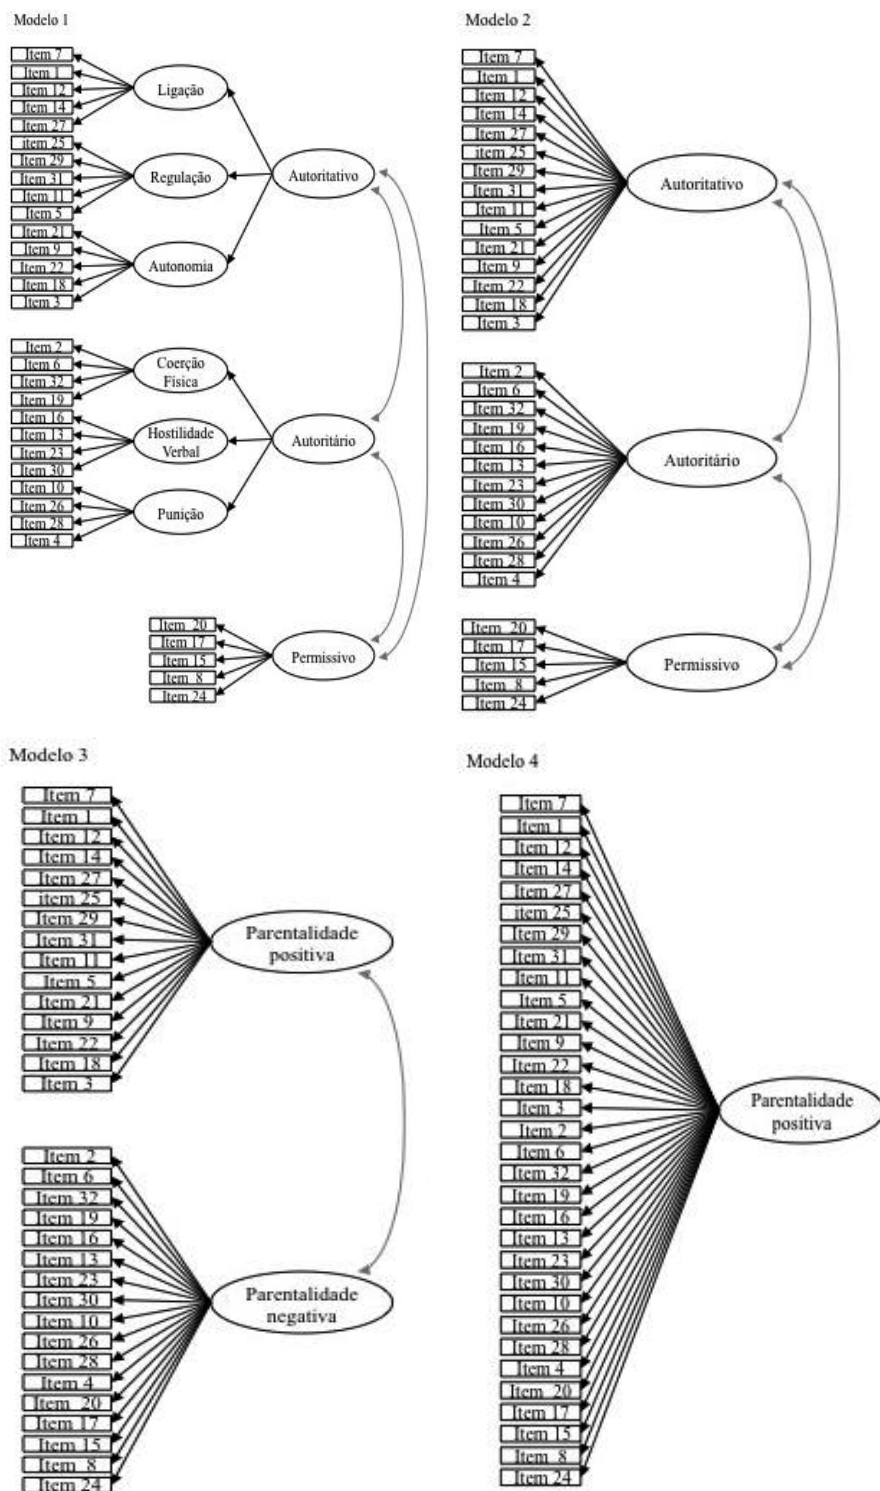 Modelo 1
Item 7
Item 1
Item 12
Item 14
Item 27
item 25
Item 29
Item 31
Item 11
Item 5
Item 21
Item 9
Item 22
Item 18
Item 3
Ligação
Regulação
Autonomia
Autoritativo
Item 2
Item 6
Item 32
Item 19
Item 16
Item 13
Item 23
Item 30
Item 10
Item 26
Item 28
Item 4
Coerção
Fisica
Hostilidade
Verbal
Punição
Autoritário
Item 20
Item 17
Item 15
Item 8
Item 24
Permissivo
Modelo 2
Item 7
Item 1
Item 12
Item 14
Item 27
item 25
Item 29
Item 31
Item 11
Item 5
Item 21
Item 9
Item 22
Item 18
Item 3
Autoritativo
Item 2
Item 6
Item 32
Item 19
Item 16
Item 13
Item 23
Item 30
Item 10
Item 26
Item 28
Item 4
Autoritário
Item 20
Item 17
Item 15
Item 8
Item 24
Permissivo
Modelo 3
Item 7
Item 1
Item 12
Item 14
Item 27
item 25
Item 29
Item 31
Item 11
Item 5
Item 21
Item 9
Item 22
Item 18
Item 3
Parentalidade
positiva
Item 2
Item 6
Item 32
Item 19
Item 16
Item 13
Item 23
Item 30
Item 10
Item 26
Item 28
Item 4
Item 20
Item 17
Item 15
Item 8
Item 24
Parentalidade
negativa
Modelo 4
Item 7
Item 1
Item 12
Item 14
Item 27
item 25
Item 29
Item 31
Item 11
Item 5
Item 21
Item 9
Item 22
Item 18
Item 3
Item 2
Item 6
Item 32
Item 19
Item 16
Item 13
Item 23
Item 30
Item 10
Item 26
Item 28
Item 4
Item 20
Item 17
Item 15
Item 8
Item 24
Parentalidade
positiva